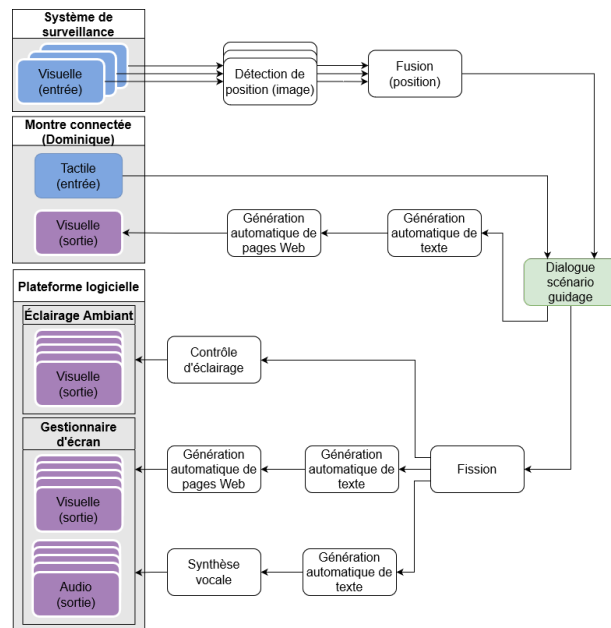 Système de
surveillance
Visuelle
(entrée)
Détection de
position (image)
Fusion
(position)
Montre connectée
(Dominique)
Tactile
(entrée)
Visuelle
(sortie)
Génération
automatique de
pages Web
Génération
automatique de
texte
Dialogue
scénario
guidage
Plateforme logicielle
Éclairage Ambiant
Visuelle
(sortie)
Contrôle
d'éclairage
Gestionnaire
d'écran
Visuelle
(sortie)
Génération
automatique de
pages Web
Génération
automatique de
texte
Fission
Audio
(sortie)
Synthèse
vocale
Génération
automatique de
texte